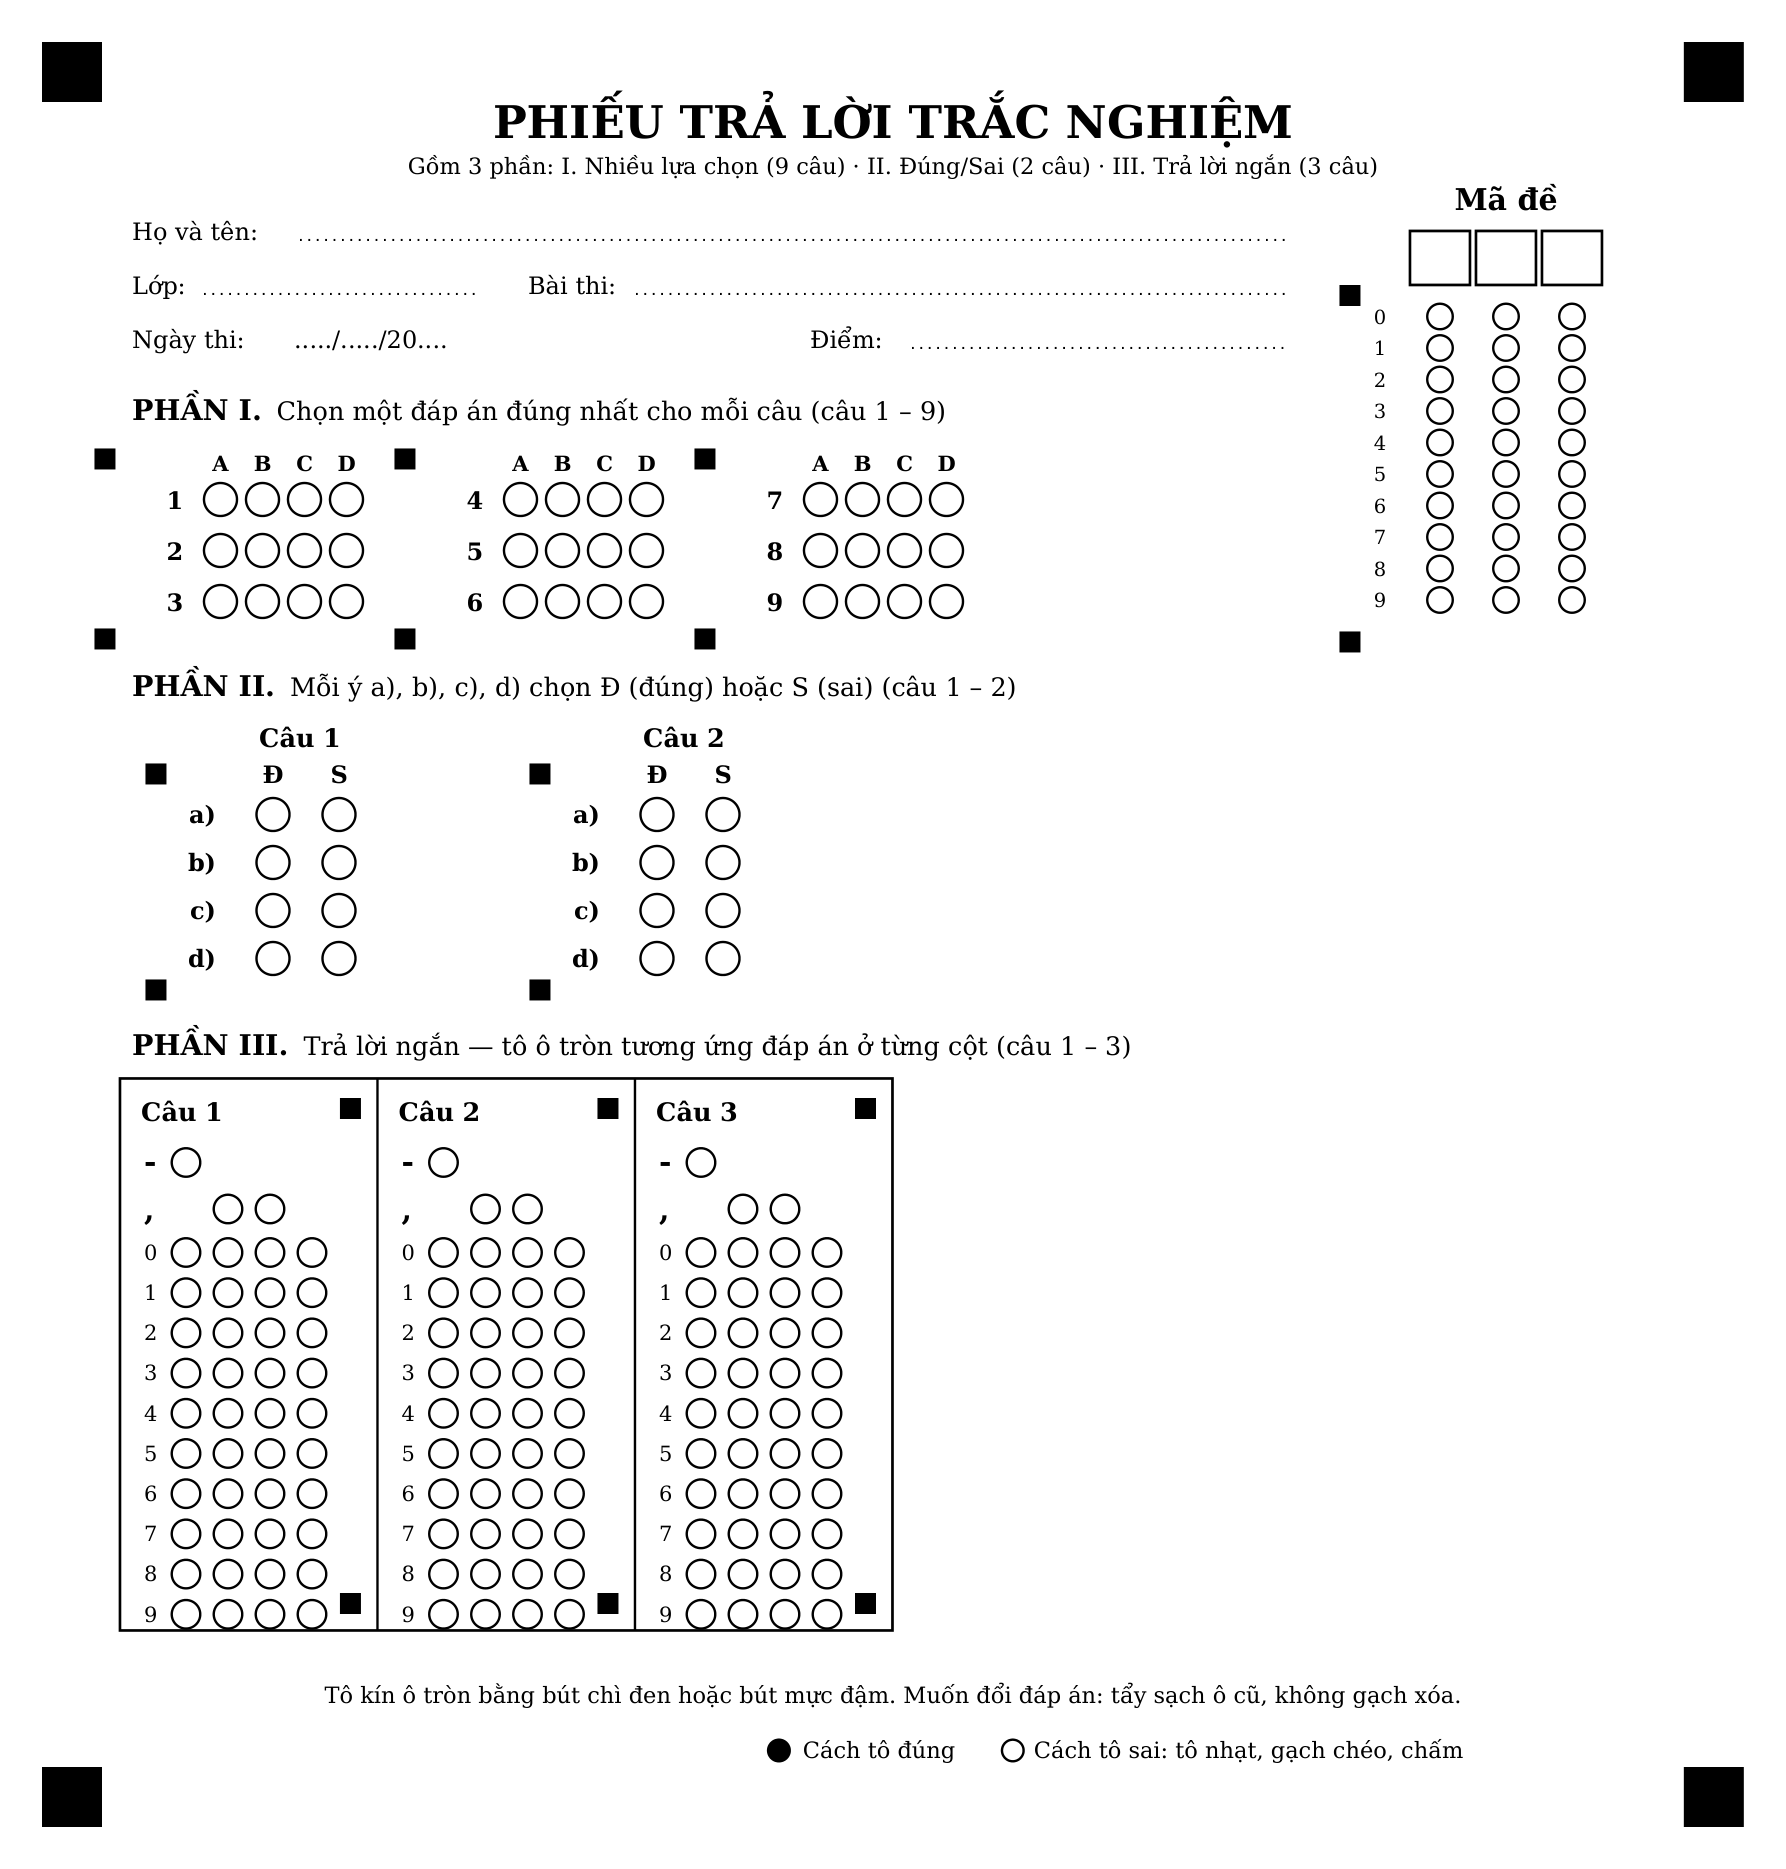 PHIẾU TRẢ LỜI TRẮC NGHIỆM
Gồm 3 phần: I. Nhiều lựa chọn (9 câu) · II. Đúng/Sai (2 câu) · III. Trả lời ngắn (3 câu)
Mã đề
Họ và tên: ........................................................................
Lớp: .............................. Bài thi: ........................................................................
Ngày thi: ...../...../20.... Điểm: ........................................
0
1
2
3
4
5
6
7
8
9
PHẦN I. Chọn một đáp án đúng nhất cho mỗi câu (câu 1 – 9)
A B C D A B C D A B C D
1 4 7
2 5 8
3 6 9
PHẦN II. Mỗi ý a), b), c), d) chọn Đ (đúng) hoặc S (sai) (câu 1 – 2)
Câu 1 Câu 2
Đ S Đ S
a) a)
b) b)
c) c)
d) d)
PHẦN III. Trả lời ngắn — tô ô tròn tương ứng đáp án ở từng cột (câu 1 – 3)
Câu 1 Câu 2 Câu 3
- - -
, , ,
0 0 0
1 1 1
2 2 2
3 3 3
4 4 4
5 5 5
6 6 6
7 7 7
8 8 8
9 9 9
Tô kín ô tròn bằng bút chì đen hoặc bút mực đậm. Muốn đổi đáp án: tẩy sạch ô cũ, không gạch xóa.
Cách tô đúng Cách tô sai: tô nhạt, gạch chéo, chấm